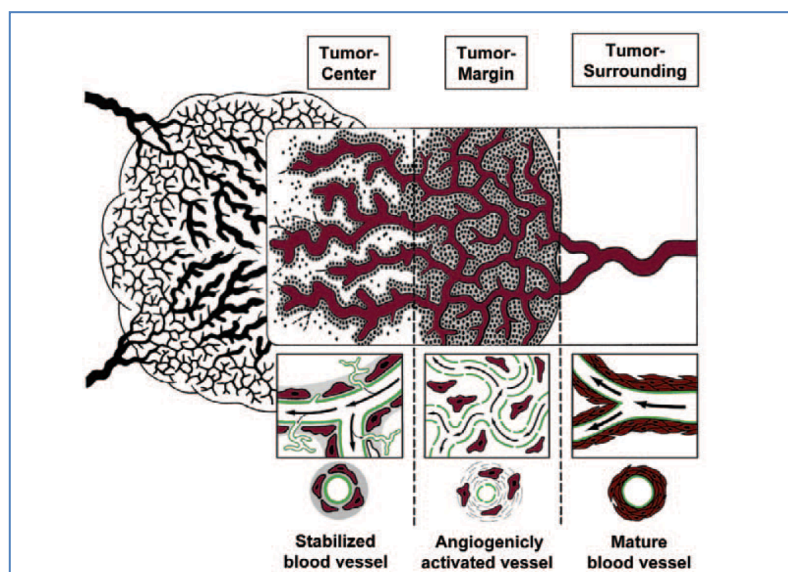 Tumor-
Center
Tumor-
Margin
Tumor-
Surrounding
Stabilized
blood vessel
Angiogenicly
activated vessel
Mature
blood vessel